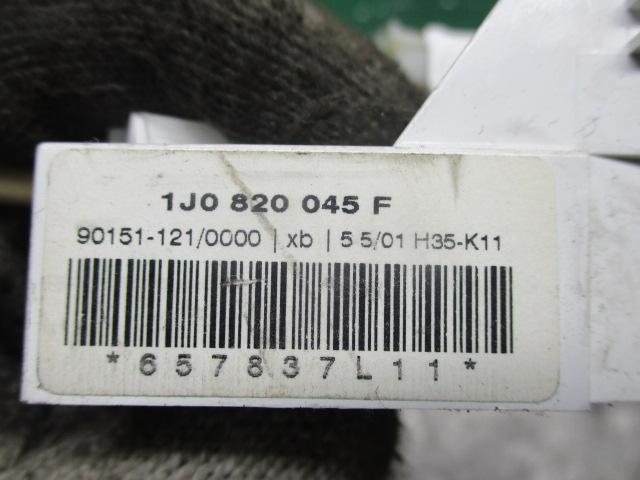 1J0 820 045 F
90151-121/0000 | xb | 5 5/01 H35-K11
*657837L11*